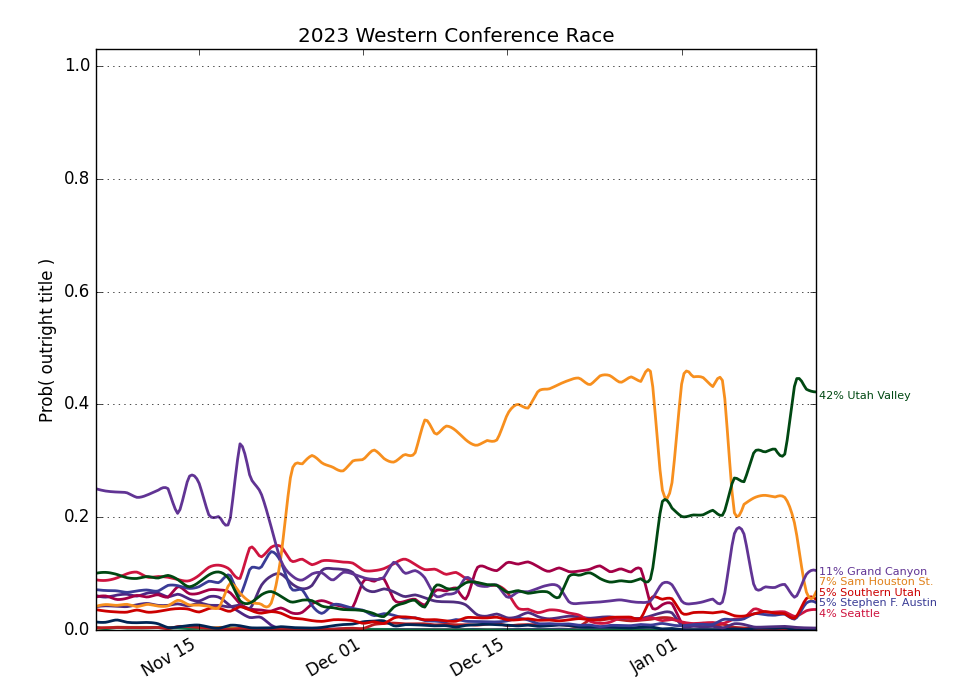 2023 Western Conference Race
Prob( outright title )
1.0
0.8
0.6
0.4
0.2
0.0
42% Utah Valley
11% Grand Canyon
7% Sam Houston St.
5% Southern Utah
5% Stephen F. Austin
4% Seattle
Nov 15
Dec 01
Dec 15
Jan 01